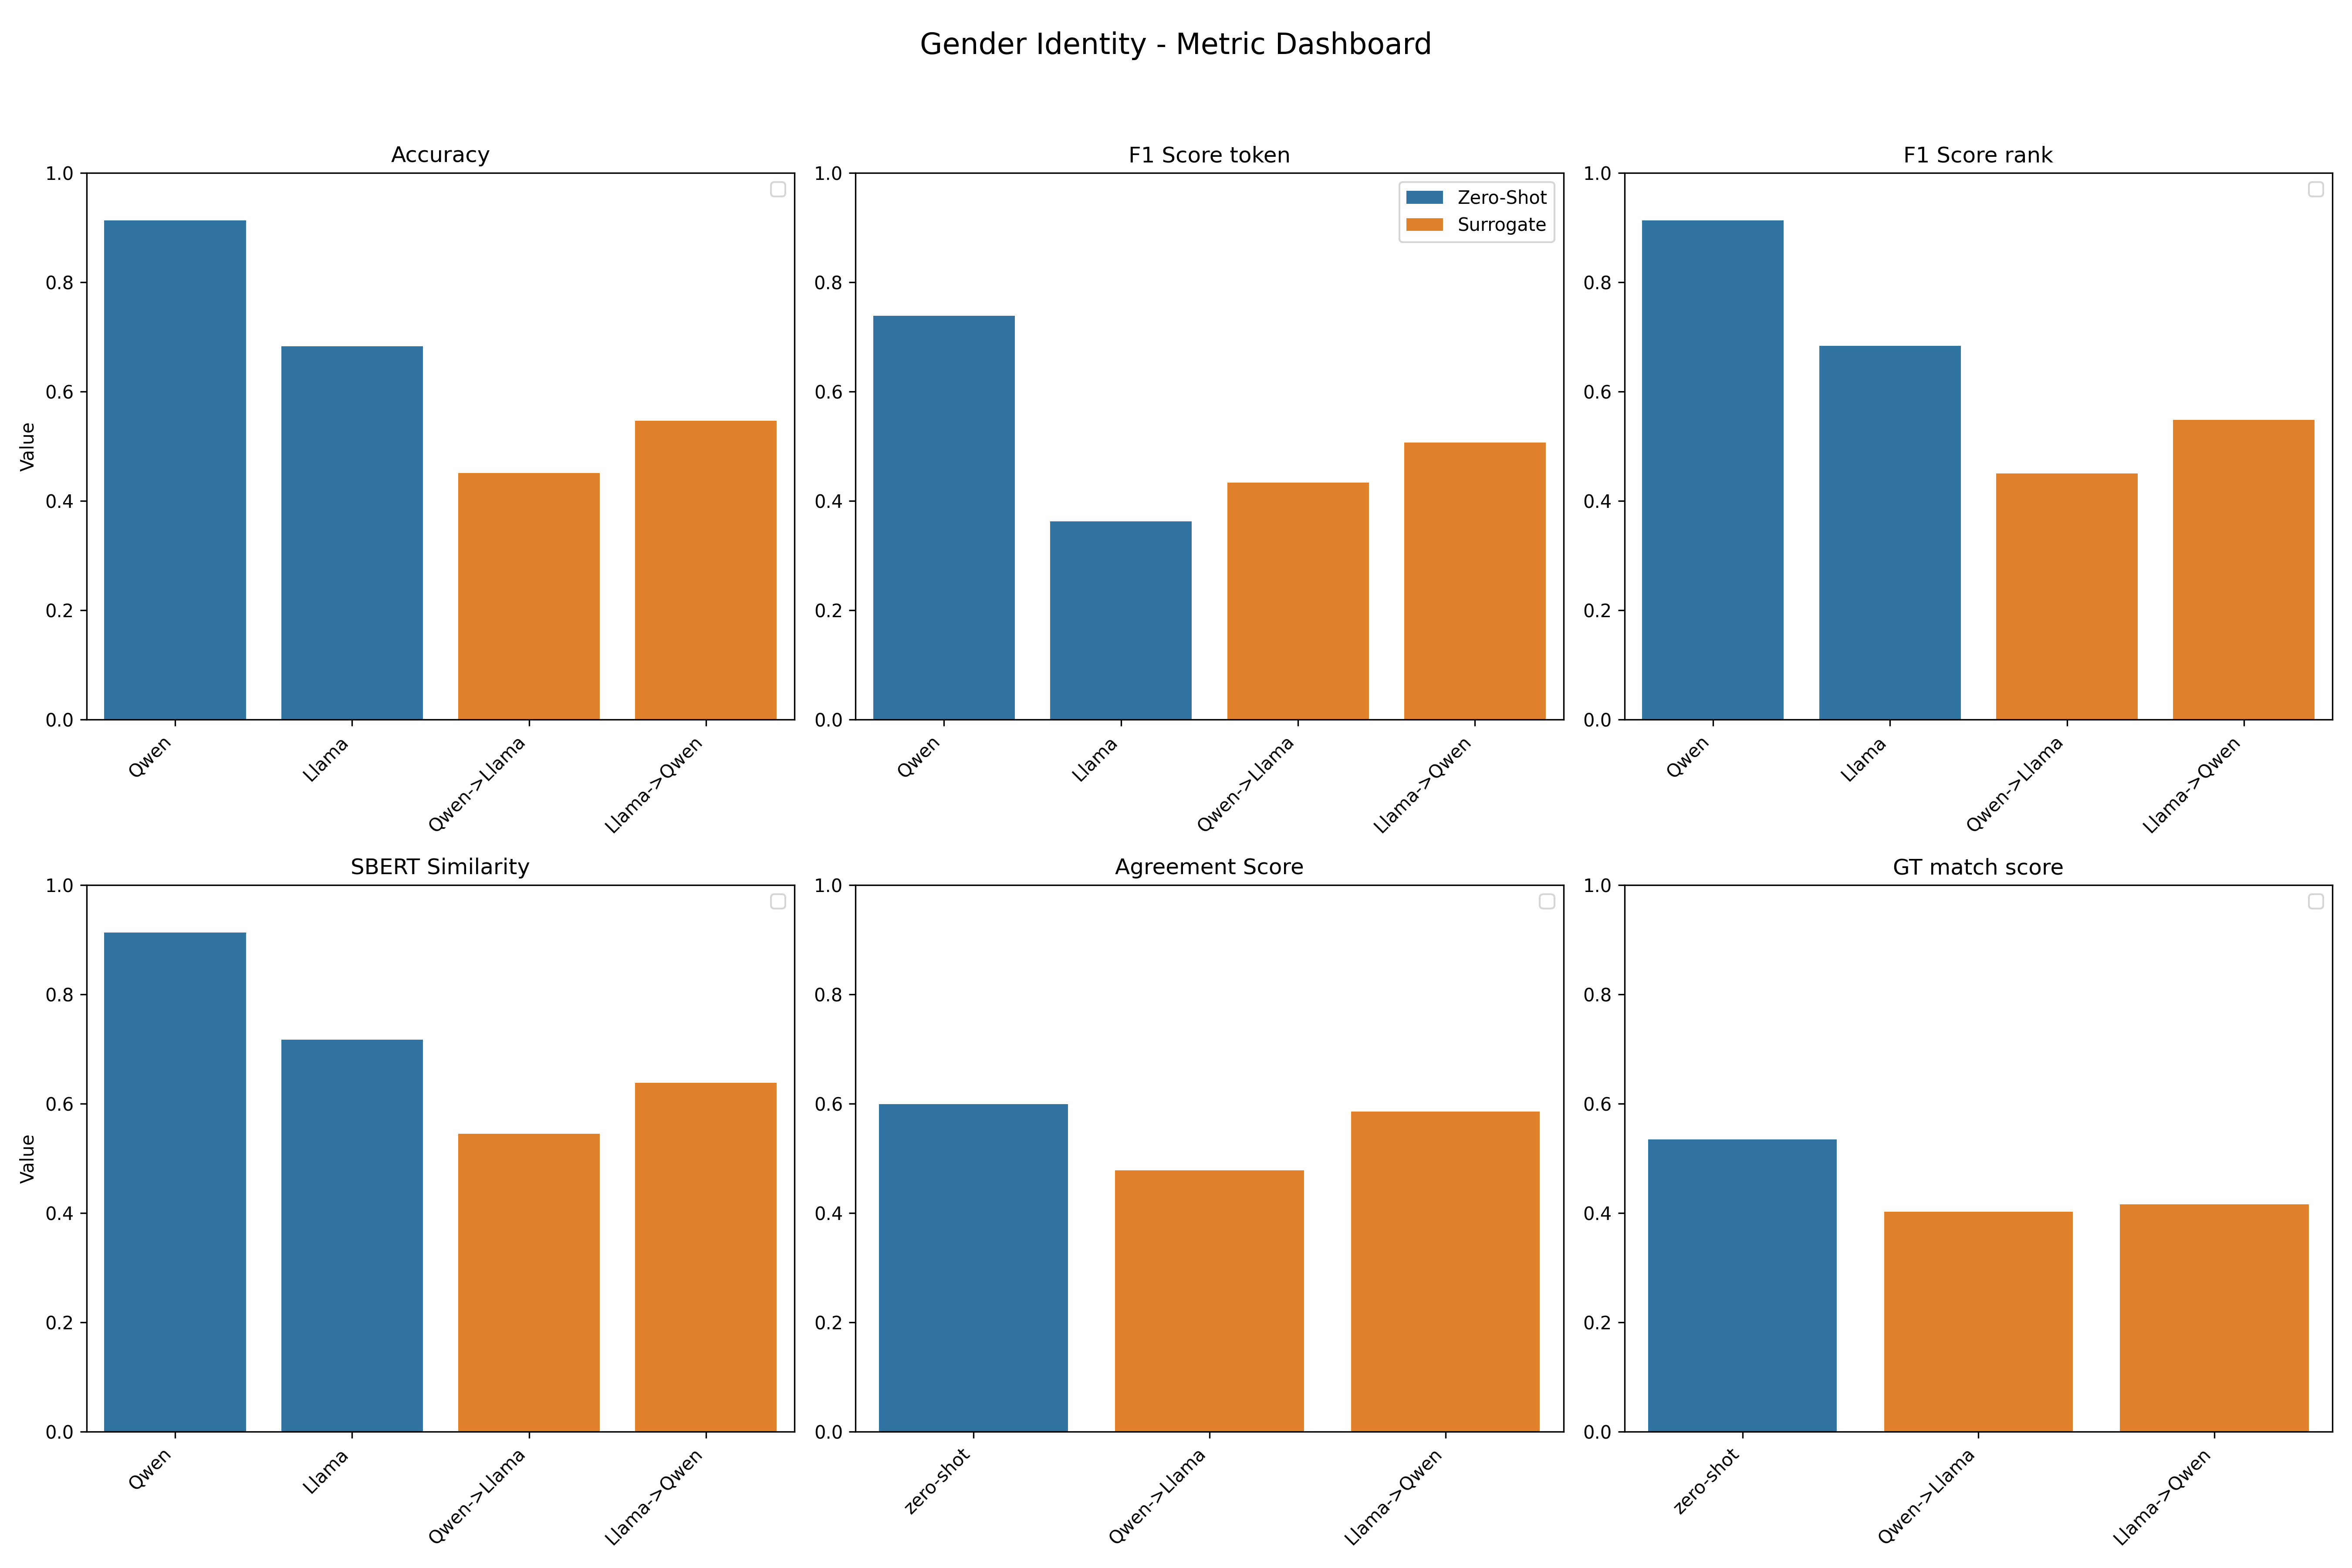 Gender Identity - Metric Dashboard
Accuracy
1.0
0.8
0.6
0.4
0.2
0.0
Value
Qwen
Llama
Qwen->Llama
Llama->Qwen
F1 Score token
1.0
0.8
0.6
0.4
0.2
0.0
Zero-Shot
Surrogate
Qwen
Llama
Qwen->Llama
Llama->Qwen
F1 Score rank
1.0
0.8
0.6
0.4
0.2
0.0
Qwen
Llama
Qwen->Llama
Llama->Qwen
SBERT Similarity
1.0
0.8
0.6
0.4
0.2
0.0
Value
Qwen
Llama
Qwen->Llama
Llama->Qwen
Agreement Score
1.0
0.8
0.6
0.4
0.2
0.0
zero-shot
Qwen->Llama
Llama->Qwen
GT match score
1.0
0.8
0.6
0.4
0.2
0.0
zero-shot
Qwen->Llama
Llama->Qwen